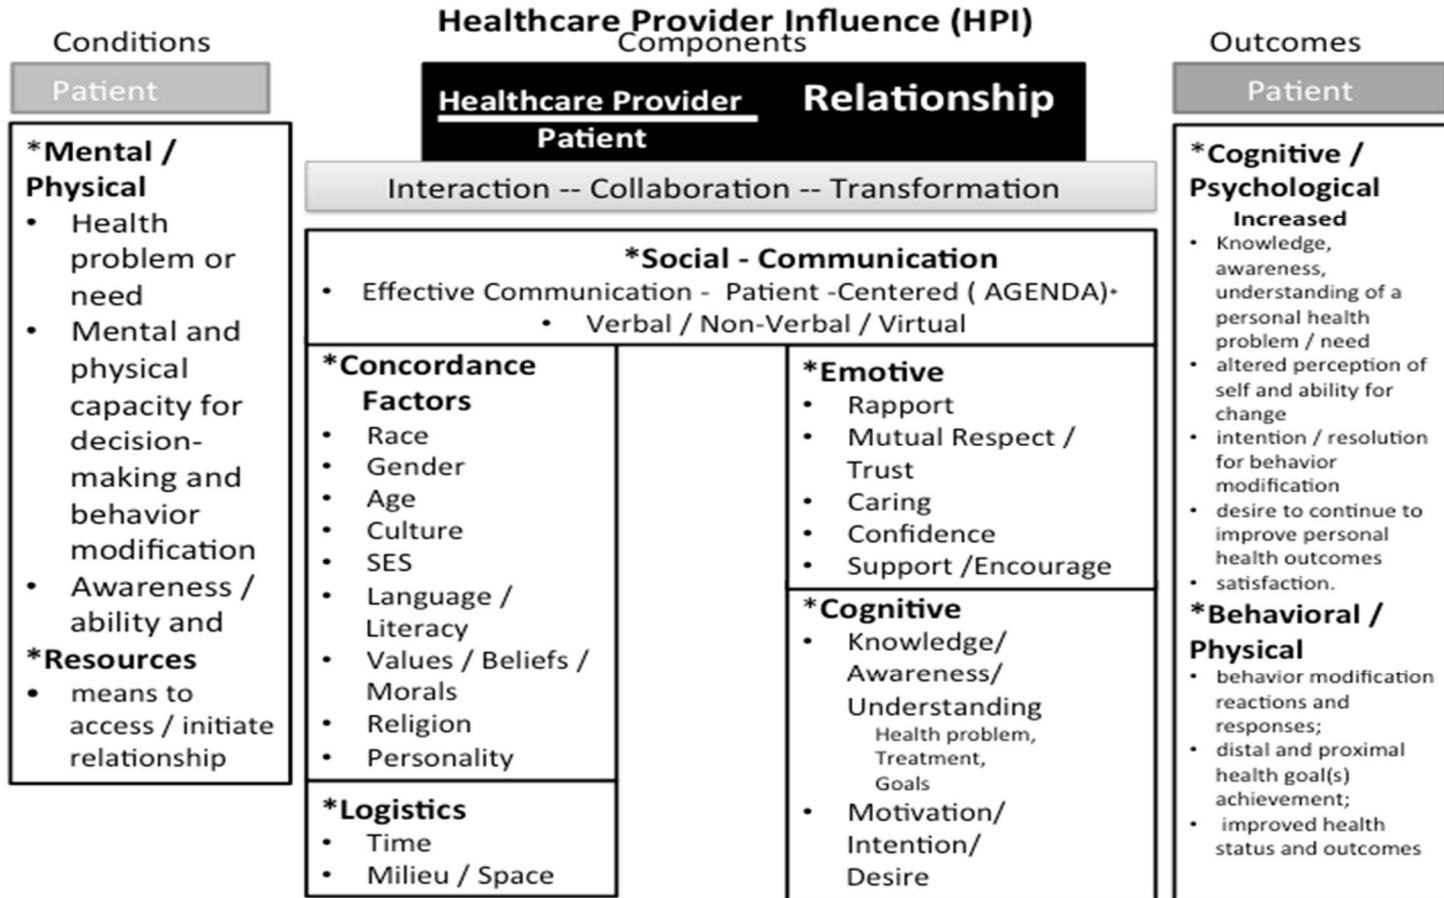 Healthcare Provider Influence (HPI)
Conditions
Components
Outcomes
Patient
Healthcare Provider
Patient
Relationship
Patient
Interaction -- Collaboration -- Transformation
*Mental /
Physical
• Health
problem or
need
• Mental and
physical
capacity for
decision-
making and
behavior
modification
• Awareness /
ability and
*Resources
• means to
access / initiate
relationship
*Social - Communication
• Effective Communication - Patient -Centered ( AGENDA)*
• Verbal / Non-Verbal / Virtual
*Concordance
Factors
• Race
• Gender
• Age
• Culture
• SES
• Language /
Literacy
• Values / Beliefs /
Morals
• Religion
• Personality
*Logistics
• Time
• Milieu / Space
*Emotive
• Rapport
• Mutual Respect /
Trust
• Caring
• Confidence
• Support /Encourage
*Cognitive
• Knowledge/
Awareness/
Understanding
Health problem,
Treatment,
Goals
• Motivation/
Intention/
Desire
*Cognitive /
Psychological
Increased
• Knowledge,
awareness,
understanding of a
personal health
problem / need
• altered perception of
self and ability for
change
• intention / resolution
for behavior
modification
• desire to continue to
improve personal
health outcomes
• satisfaction.
*Behavioral /
Physical
• behavior modification
reactions and
responses;
• distal and proximal
health goal(s)
achievement;
• improved health
status and outcomes